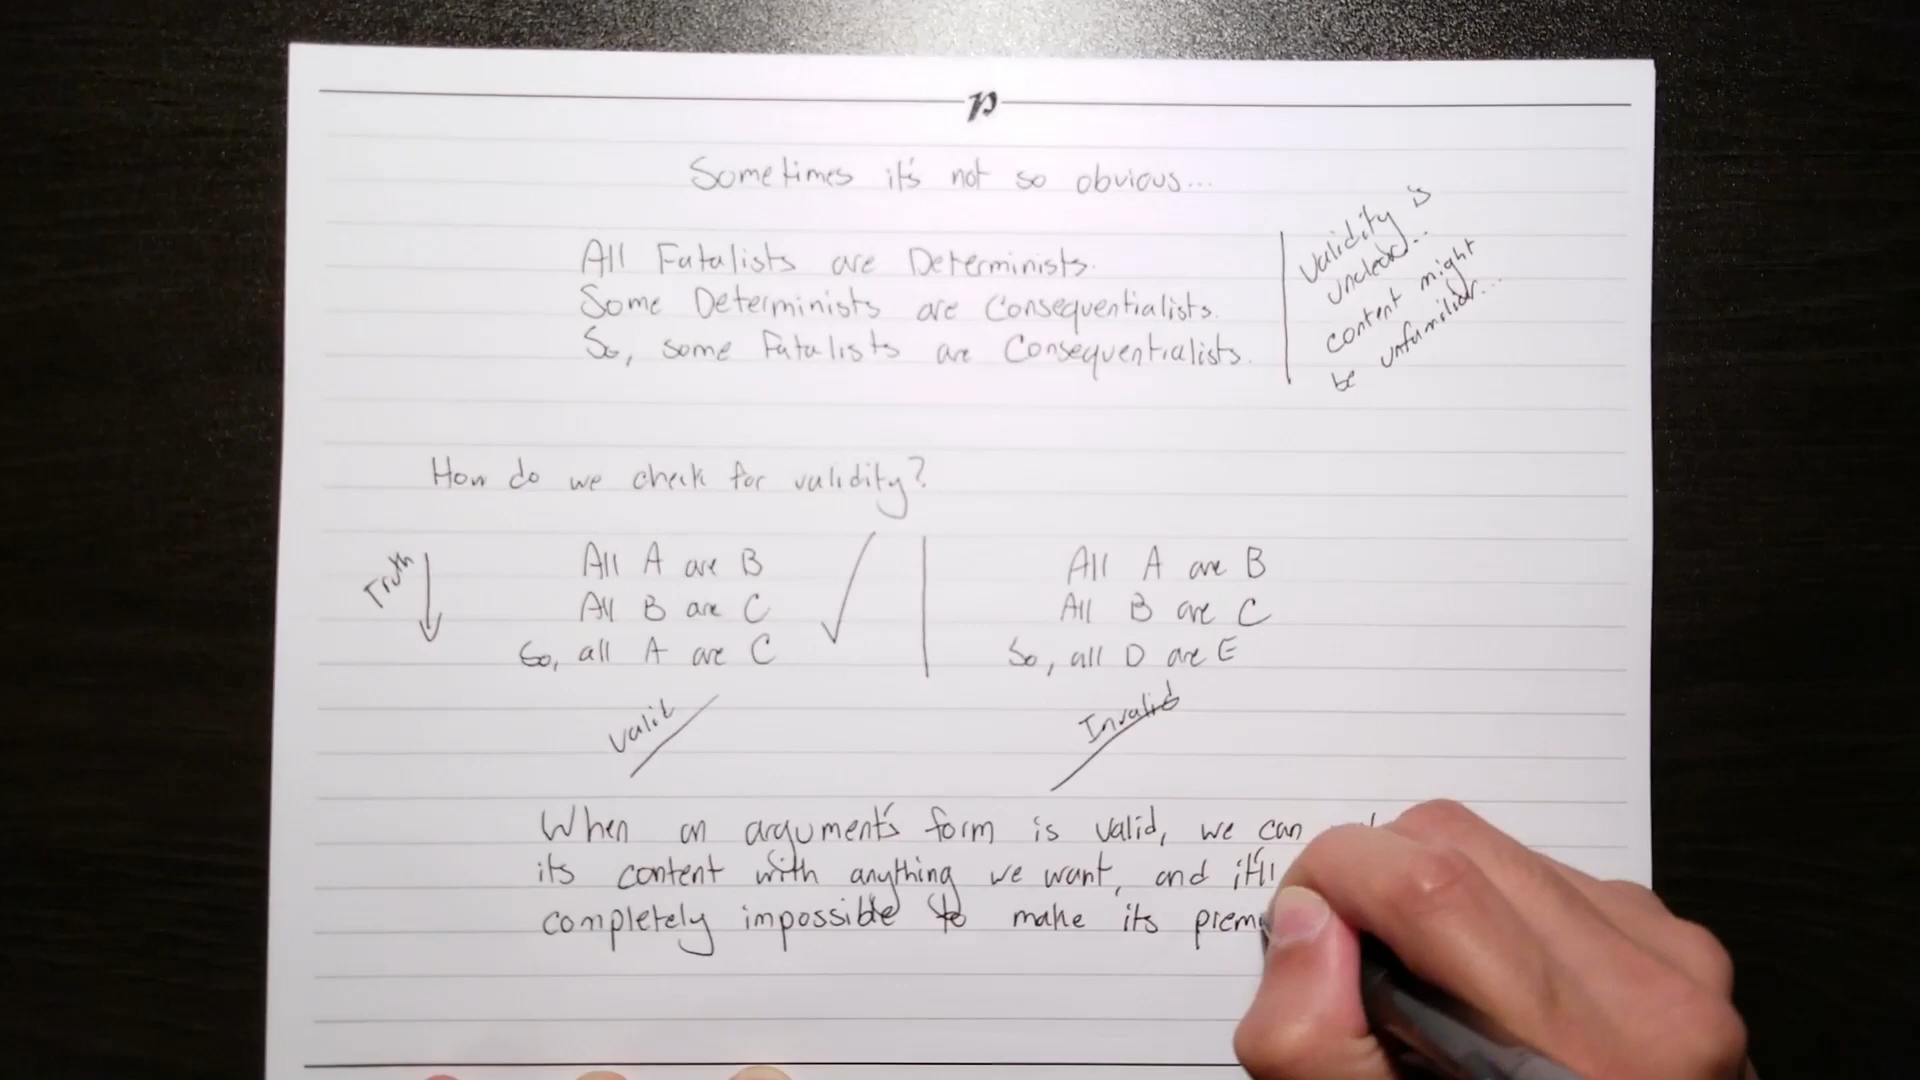 p
Sometimes it's not so obvious...
All Fatalists are Determinists.
Some Determinists are Consequentialists.
So, some Fatalists are Consequentialists.
Validity is
unclear...
content might
be unfamiliar...
How do we check for validity?
Truth
All A are B
All B are C
So, all A are C
Valid
All A are B
All B are C
So, all D are E
Invalid
When an argument's form is valid, we can
its content with anything we want, and it'll
completely impossible to make its prem